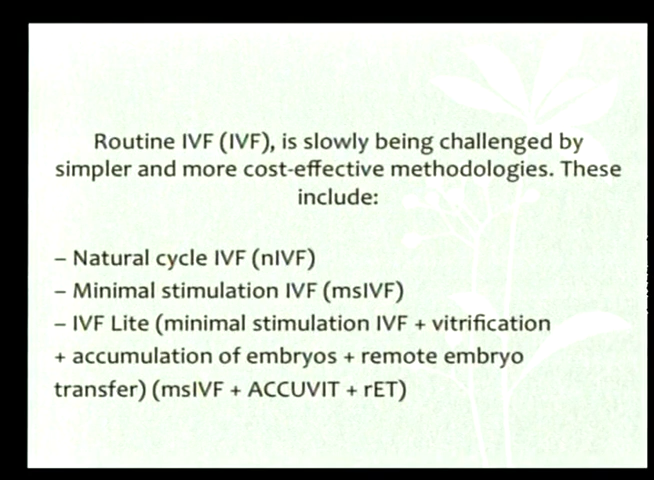 Routine IVF (IVF), is slowly being challenged by
simpler and more cost-effective methodologies. These
include:
– Natural cycle IVF (nIVF)
– Minimal stimulation IVF (msIVF)
– IVF Lite (minimal stimulation IVF + vitrification
+ accumulation of embryos + remote embryo
transfer) (msIVF + ACCUVIT + rET)